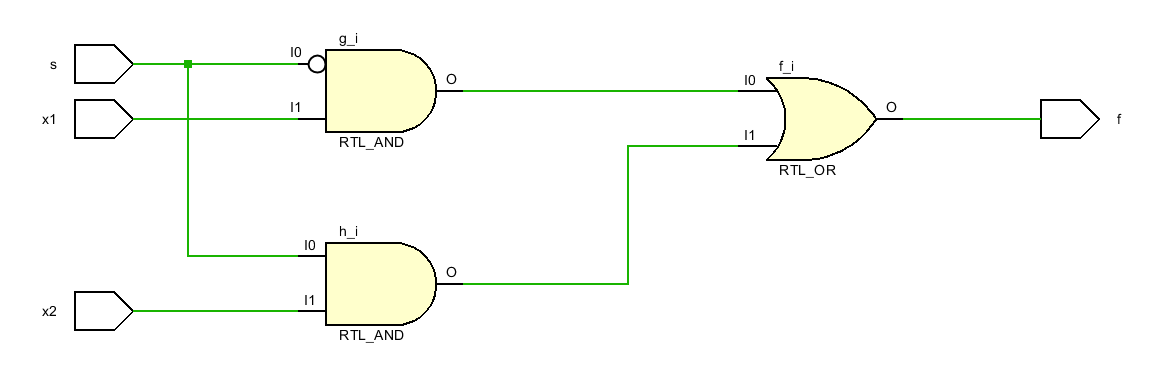 g_i
s
I0
O
f_i
I0
x1
I1
RTL_AND
O
f
I1
RTL_OR
h_i
I0
O
x2
I1
RTL_AND